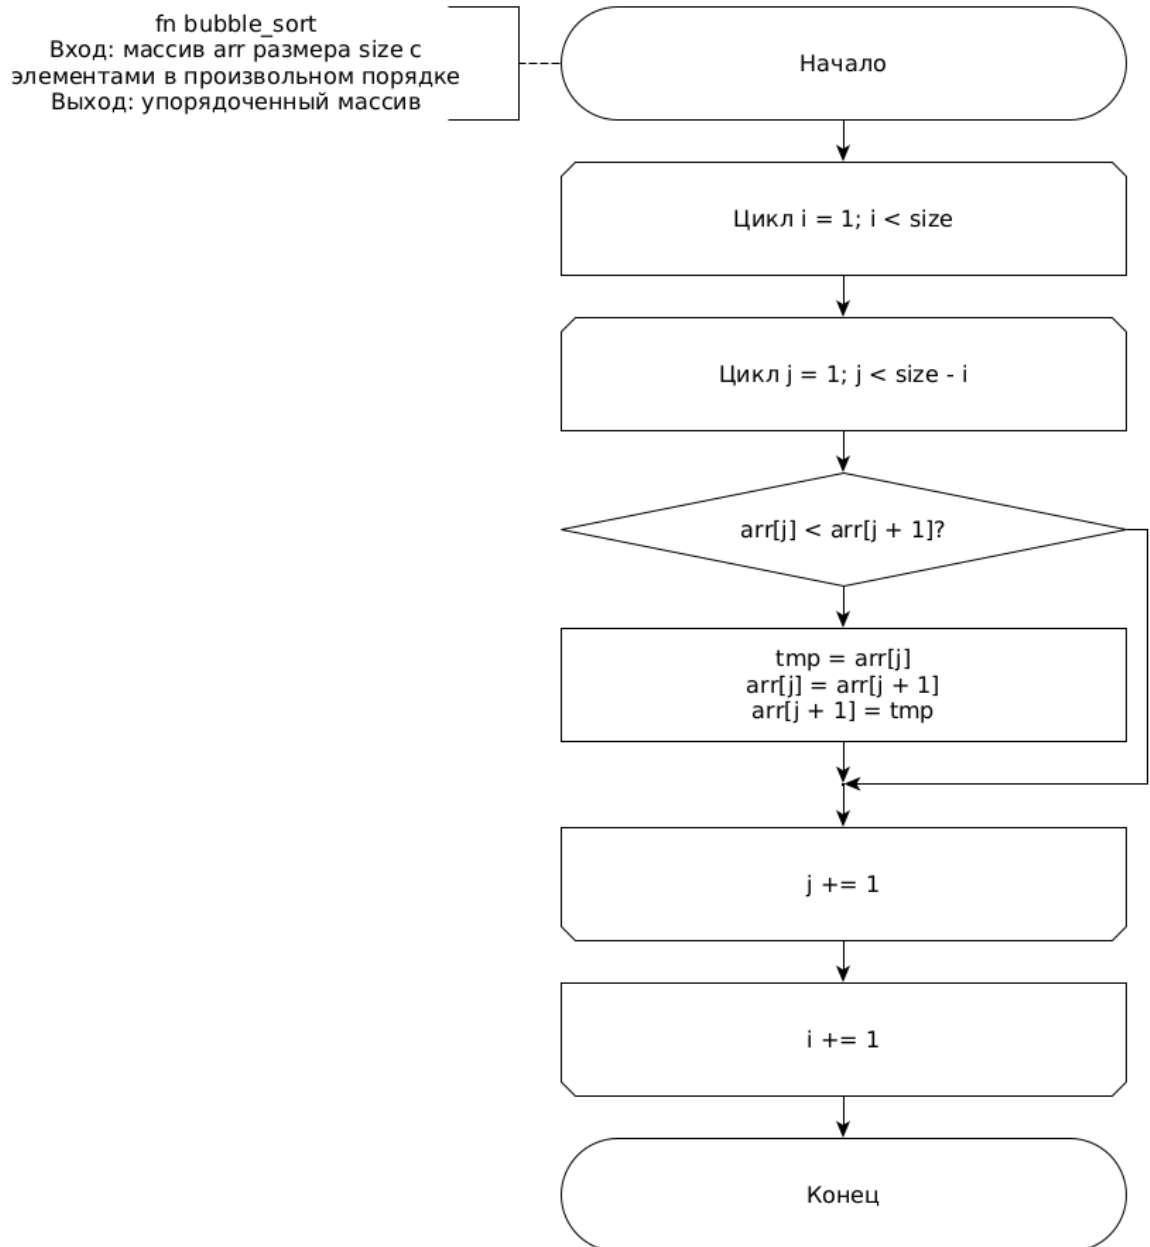 fn bubble_sort
Вход: массив arr размера size с
элементами в произвольном порядке
Выход: упорядоченный массив
Начало
Цикл i = 1; i < size
Цикл j = 1; j < size - i
arr[j] < arr[j + 1]?
tmp = arr[j]
arr[j] = arr[j + 1]
arr[j + 1] = tmp
j += 1
i += 1
Конец